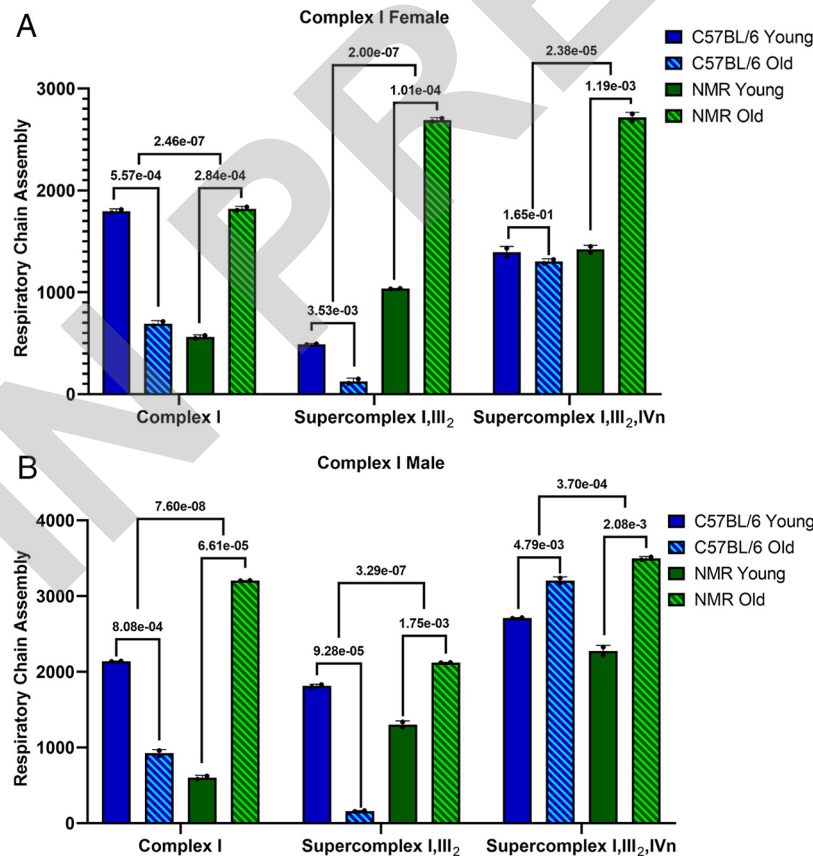 A
Complex I Female
C57BL/6 Young
C57BL/6 Old
NMR Young
NMR Old
Respiratory Chain Assembly
3000
2000
1000
0
2.46e-07
5.57e-04
2.84e-04
2.00e-07
1.01e-04
3.53e-03
2.38e-05
1.19e-03
1.65e-01
Complex I
Supercomplex I,III₂
Supercomplex I,III₂,IVn
B
Complex I Male
C57BL/6 Young
C57BL/6 Old
NMR Young
NMR Old
Respiratory Chain Assembly
4000
3000
2000
1000
0
7.60e-08
6.61e-05
8.08e-04
3.29e-07
1.75e-03
9.28e-05
3.70e-04
2.08e-3
4.79e-03
Complex I
Supercomplex I,III₂
Supercomplex I,III₂,IVn
IN PRE